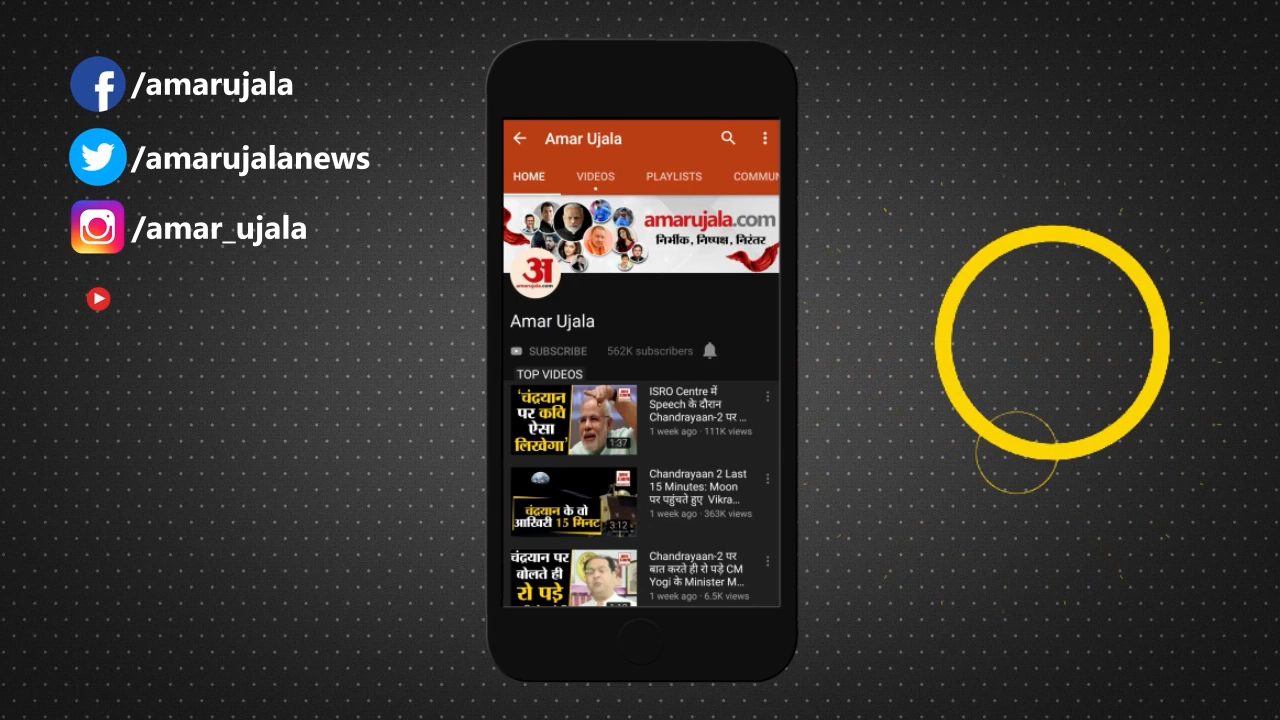 /amarujala
/amarujalanews
/amar_ujala
Amar Ujala
HOME VIDEOS PLAYLISTS COMMUN
amarujala.com
निर्भीक, निष्पक्ष, निरंतर
अ
amarujala.com
Amar Ujala
SUBSCRIBE 562K subscribers
TOP VIDEOS
'चंद्रयान
पर कवि
ऐसा
लिखेगा'
1:37
ISRO Centre में
Speech के दौरान
Chandrayaan-2 पर ...
1 week ago · 111K views
चंद्रयान के वो
आखिरी 15 मिनट
3:12
Chandrayaan 2 Last
15 Minutes: Moon
पर पहुंचते हुए Vikra...
1 week ago · 363K views
चंद्रयान पर
बोलते ही
रो पड़े
Chandrayaan-2 पर
बात करते ही रो पड़े CM
Yogi के Minister M...
1 week ago · 6.5K views